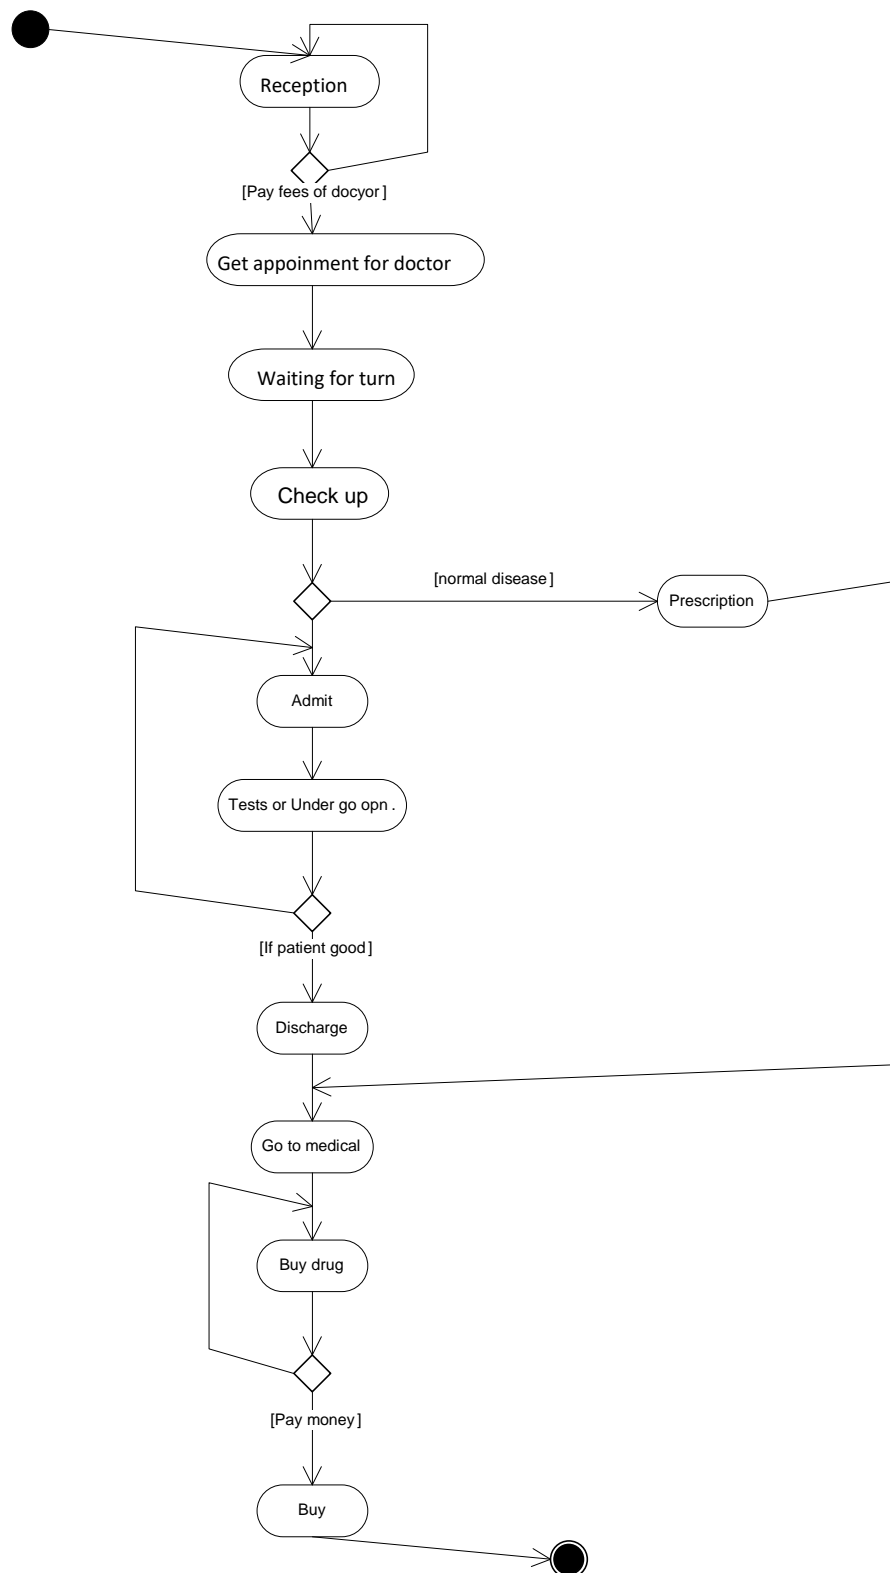 Reception
[Pay fees of docyor]
Get appoinment for doctor
Waiting for turn
Check up
[normal disease]
Prescription
Admit
Tests or Under go opn .
[If patient good]
Discharge
Go to medical
Buy drug
[Pay money]
Buy